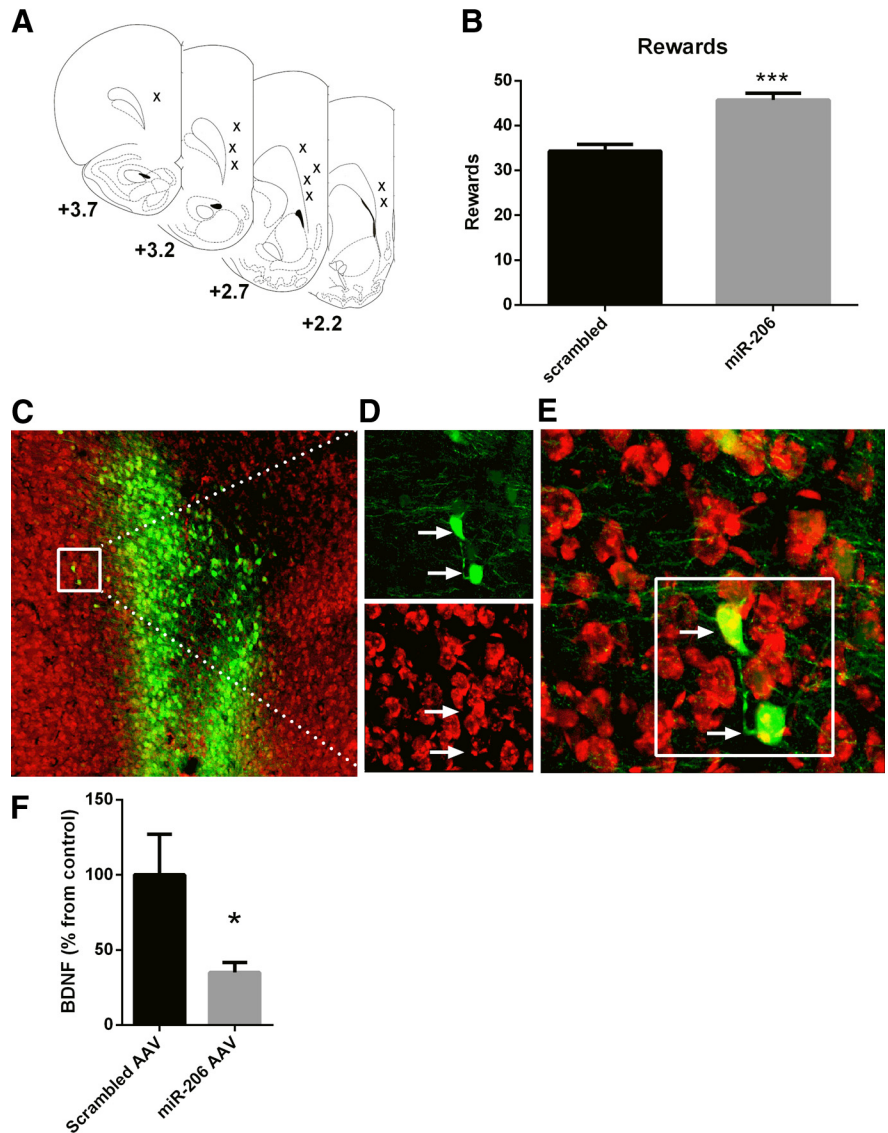 A
X
X
X
X
X
X
X
X
X
X
+3.7
+3.2
+2.7
+2.2
B
Rewards
***
50
40
30
20
10
0
Rewards
scrambled
miR-206
C
D
E
F
150
100
50
0
BDNF (% from control)
*
Scrambled AAV
miR-206 AAV